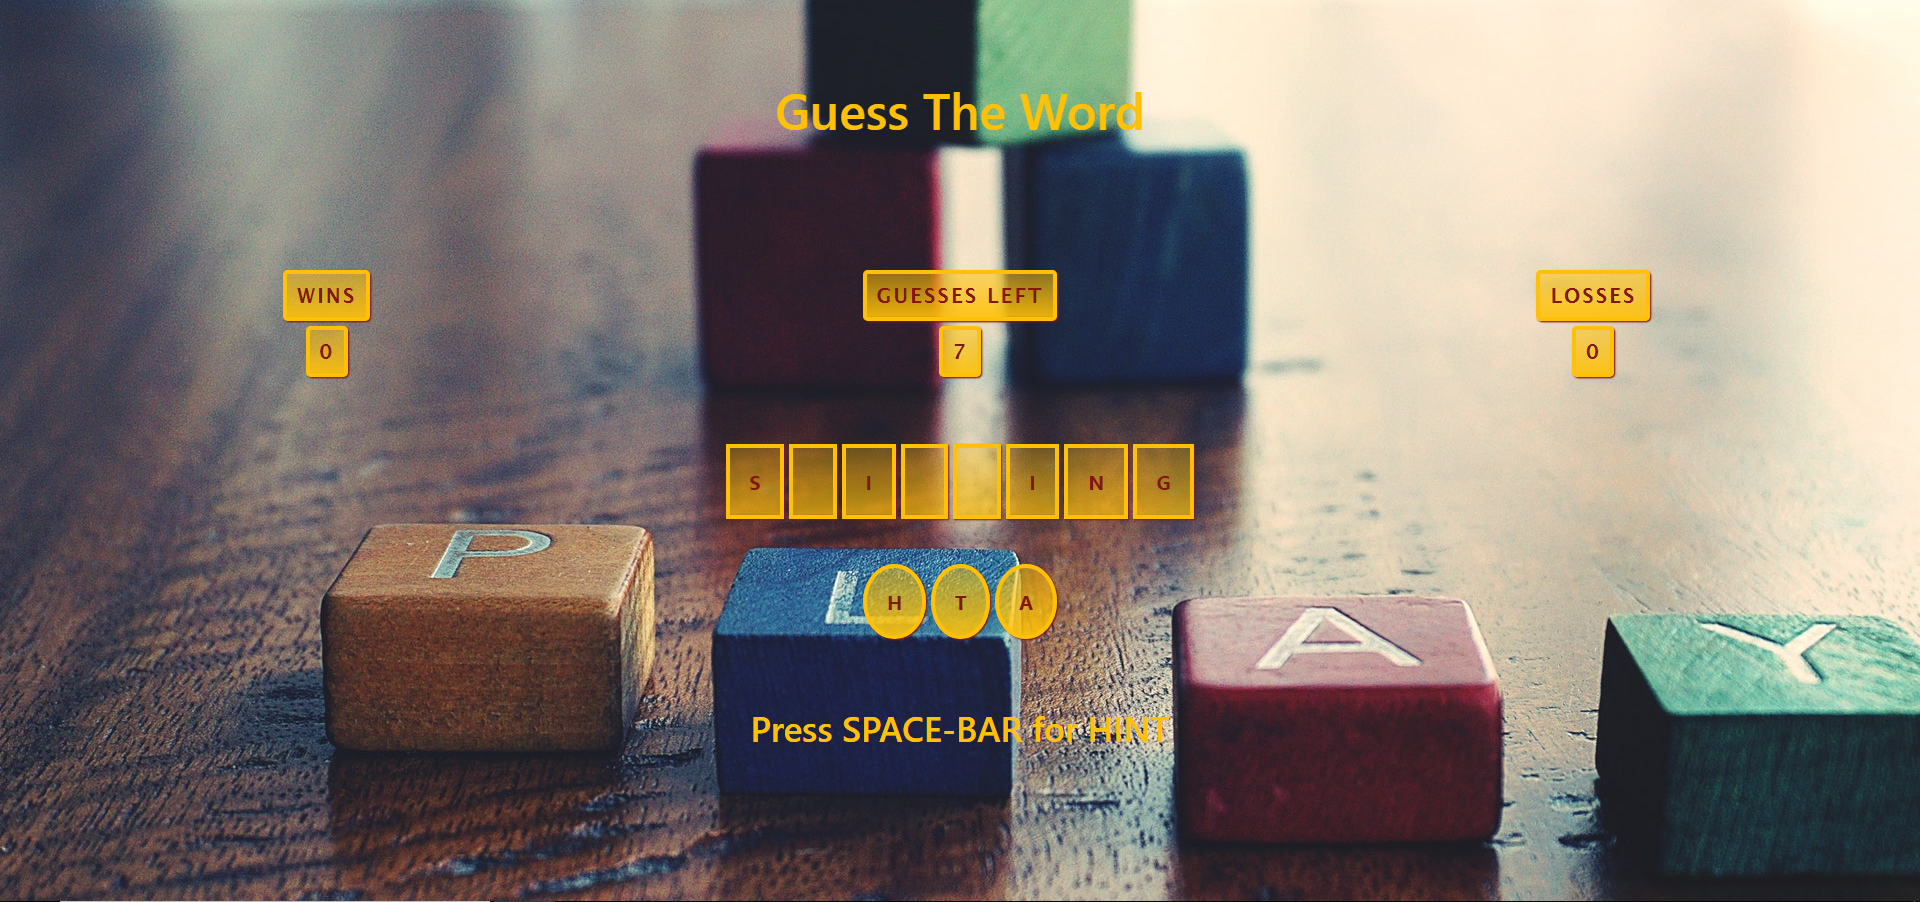 Guess The Word
WINS
GUESSES LEFT
LOSSES
0
7
0
S I I N G
H T A
P L A Y
Press SPACE-BAR for HINT